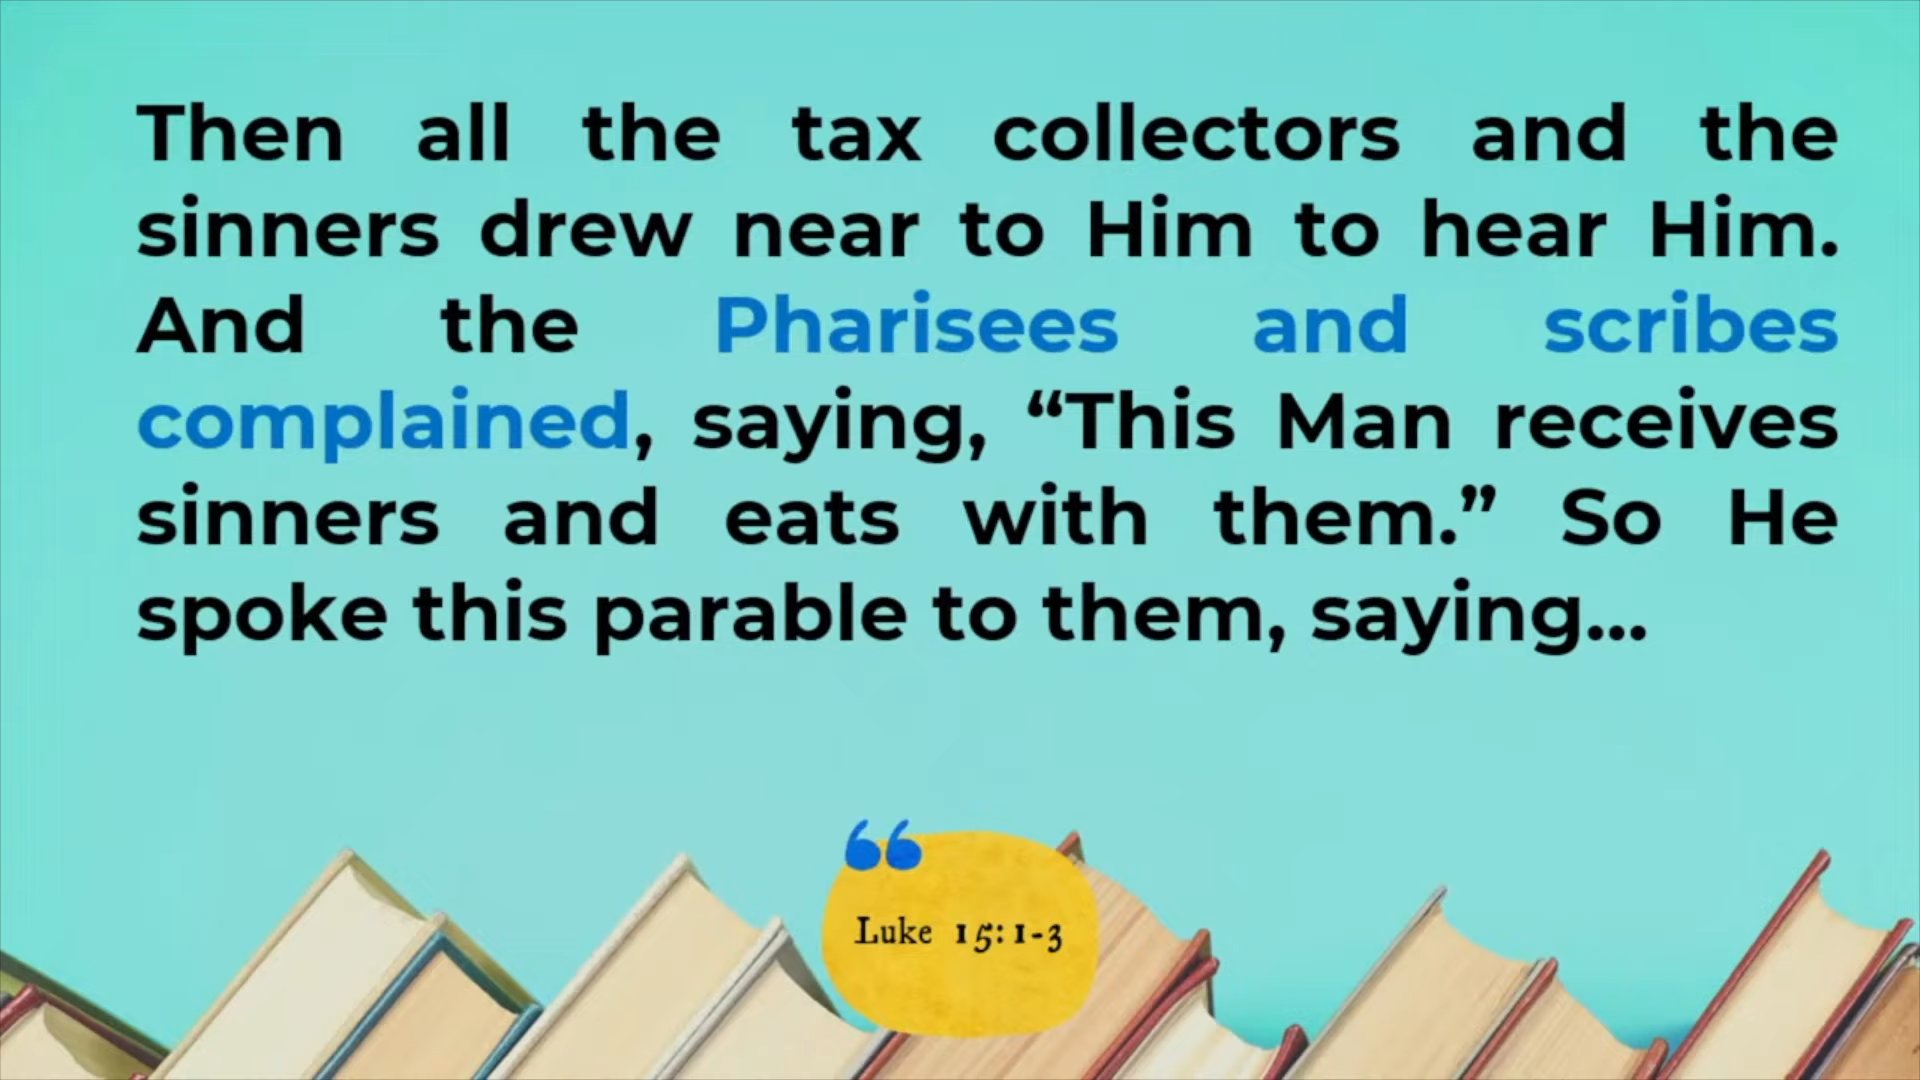 Then all the tax collectors and the
sinners drew near to Him to hear Him.
And the Pharisees and scribes
complained, saying, “This Man receives
sinners and eats with them.” So He
spoke this parable to them, saying...
Luke 15:1-3